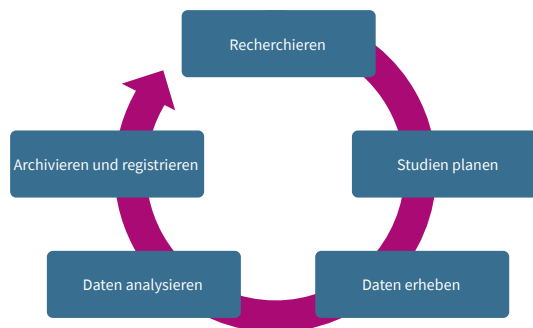 Recherchieren
Studien planen
Daten erheben
Daten analysieren
Archivieren und registrieren